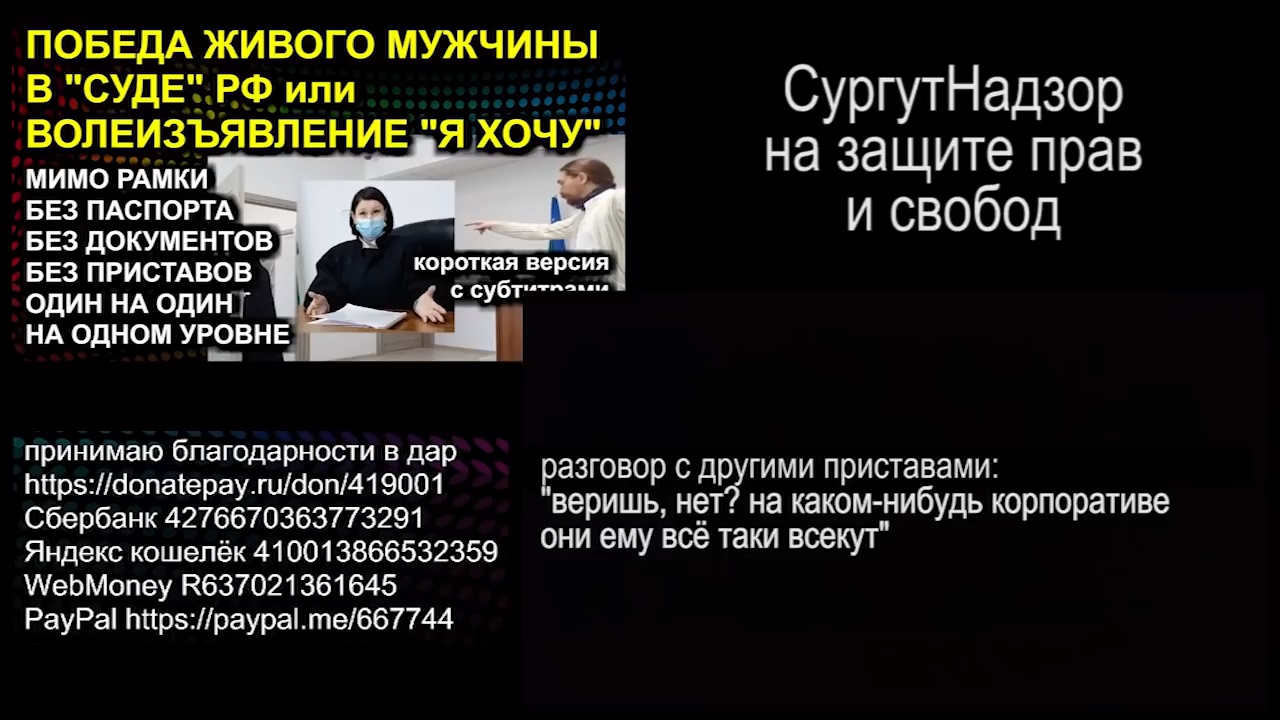 ПОБЕДА ЖИВОГО МУЖЧИНЫ
В "СУДЕ" РФ или
ВОЛЕИЗЪЯВЛЕНИЕ "Я ХОЧУ"
МИМО РАМКИ
БЕЗ ПАСПОРТА
БЕЗ ДОКУМЕНТОВ
БЕЗ ПРИСТАВОВ
ОДИН НА ОДИН
НА ОДНОМ УРОВНЕ
короткая версия
с субтитрами
СургутНадзор
на защите прав
и свобод
принимаю благодарности в дар
https://donatepay.ru/don/419001
Сбербанк 4276670363773291
Яндекс кошелёк 410013866532359
WebMoney R637021361645
PayPal https://paypal.me/667744
разговор с другими приставами:
"веришь, нет? на каком-нибудь корпоративе
они ему всё таки всекут"